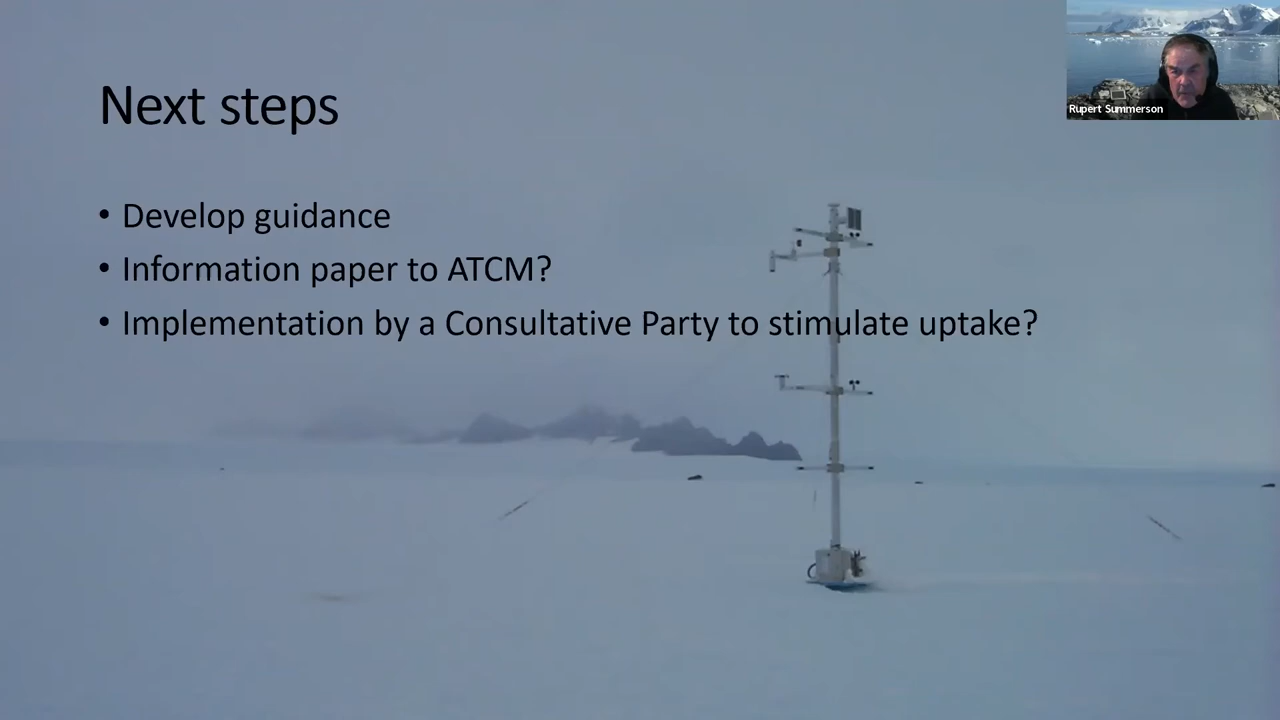 Next steps
• Develop guidance
• Information paper to ATCM?
• Implementation by a Consultative Party to stimulate uptake?
Rupert Summerson